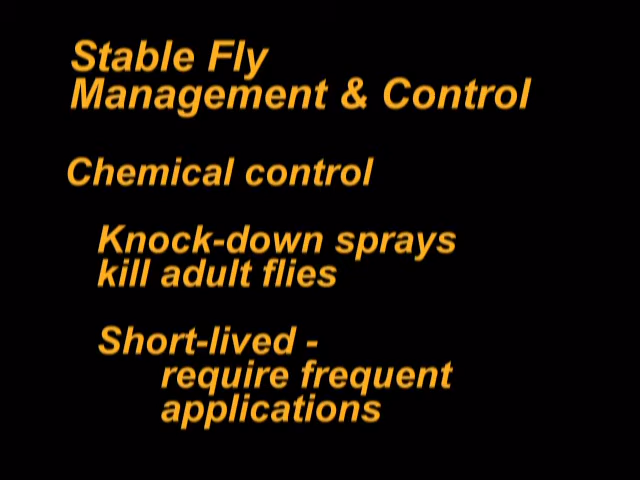 Stable Fly
Management & Control
Chemical control
Knock-down sprays
kill adult flies
Short-lived -
require frequent
applications